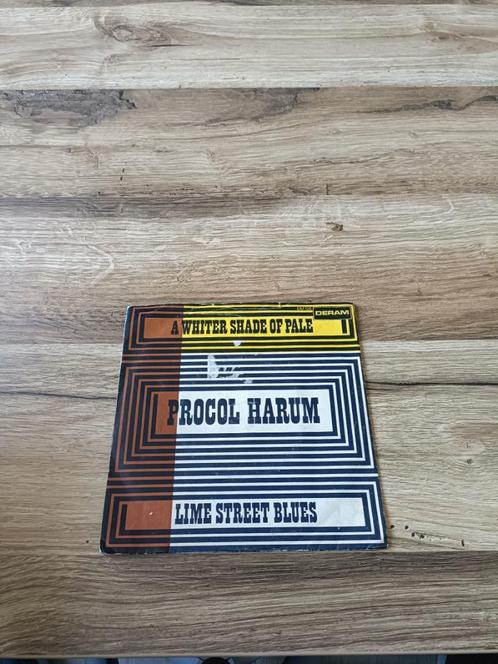 DERAM
A WHITER SHADE OF PALE
PROCOL HARUM
LIME STREET BLUES